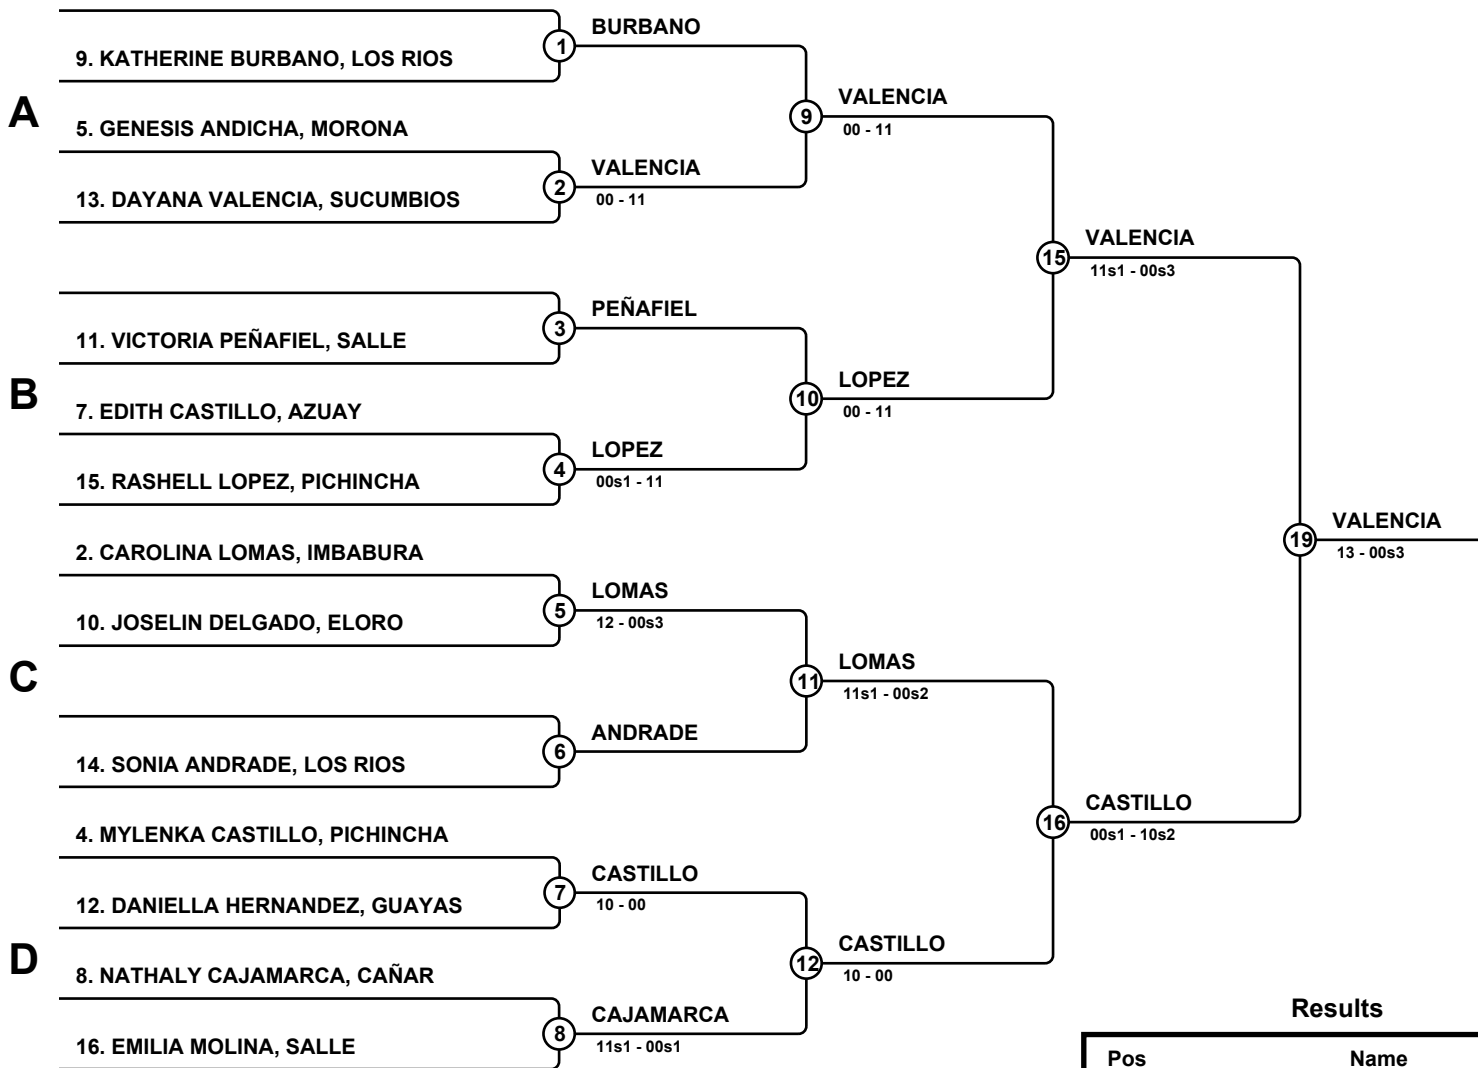 9. KATHERINE BURBANO, LOS RIOS
1
BURBANO
A
5. GENESIS ANDICHA, MORONA
13. DAYANA VALENCIA, SUCUMBIOS
2
VALENCIA
00 - 11
9
VALENCIA
00 - 11
11. VICTORIA PEÑAFIEL, SALLE
3
PEÑAFIEL
B
7. EDITH CASTILLO, AZUAY
15. RASHELL LOPEZ, PICHINCHA
4
LOPEZ
00s1 - 11
10
LOPEZ
00 - 11
15
VALENCIA
11s1 - 00s3
2. CAROLINA LOMAS, IMBABURA
10. JOSELIN DELGADO, ELORO
5
LOMAS
12 - 00s3
C
14. SONIA ANDRADE, LOS RIOS
6
ANDRADE
11
LOMAS
11s1 - 00s2
4. MYLENKA CASTILLO, PICHINCHA
12. DANIELLA HERNANDEZ, GUAYAS
7
CASTILLO
10 - 00
D
8. NATHALY CAJAMARCA, CAÑAR
16. EMILIA MOLINA, SALLE
8
CAJAMARCA
11s1 - 00s1
12
CASTILLO
10 - 00
16
CASTILLO
00s1 - 10s2
19
VALENCIA
13 - 00s3
Results
Pos Name